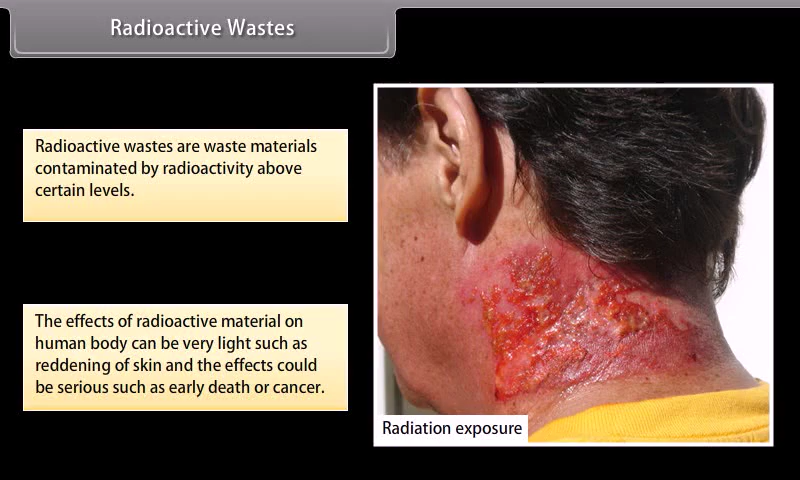 Radioactive Wastes
Radioactive wastes are waste materials
contaminated by radioactivity above
certain levels.
The effects of radioactive material on
human body can be very light such as
reddening of skin and the effects could
be serious such as early death or cancer.
Radiation exposure